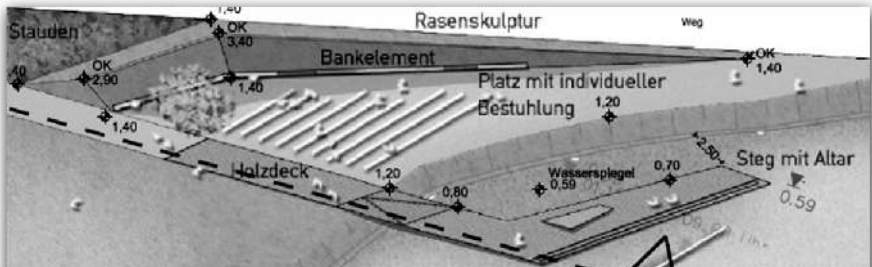 1,40
Rasenskulptur
Weg
Stauden
OK
3,40
OK
2,90
Bankelement
OK
1,40
40
1,40
Platz mit individueller
Bestuhlung
1,20
1,40
Holzdeck
1,20
0,80
Wasserspiegel
0,59
0,70
2,50
Steg mit Altar
0,59